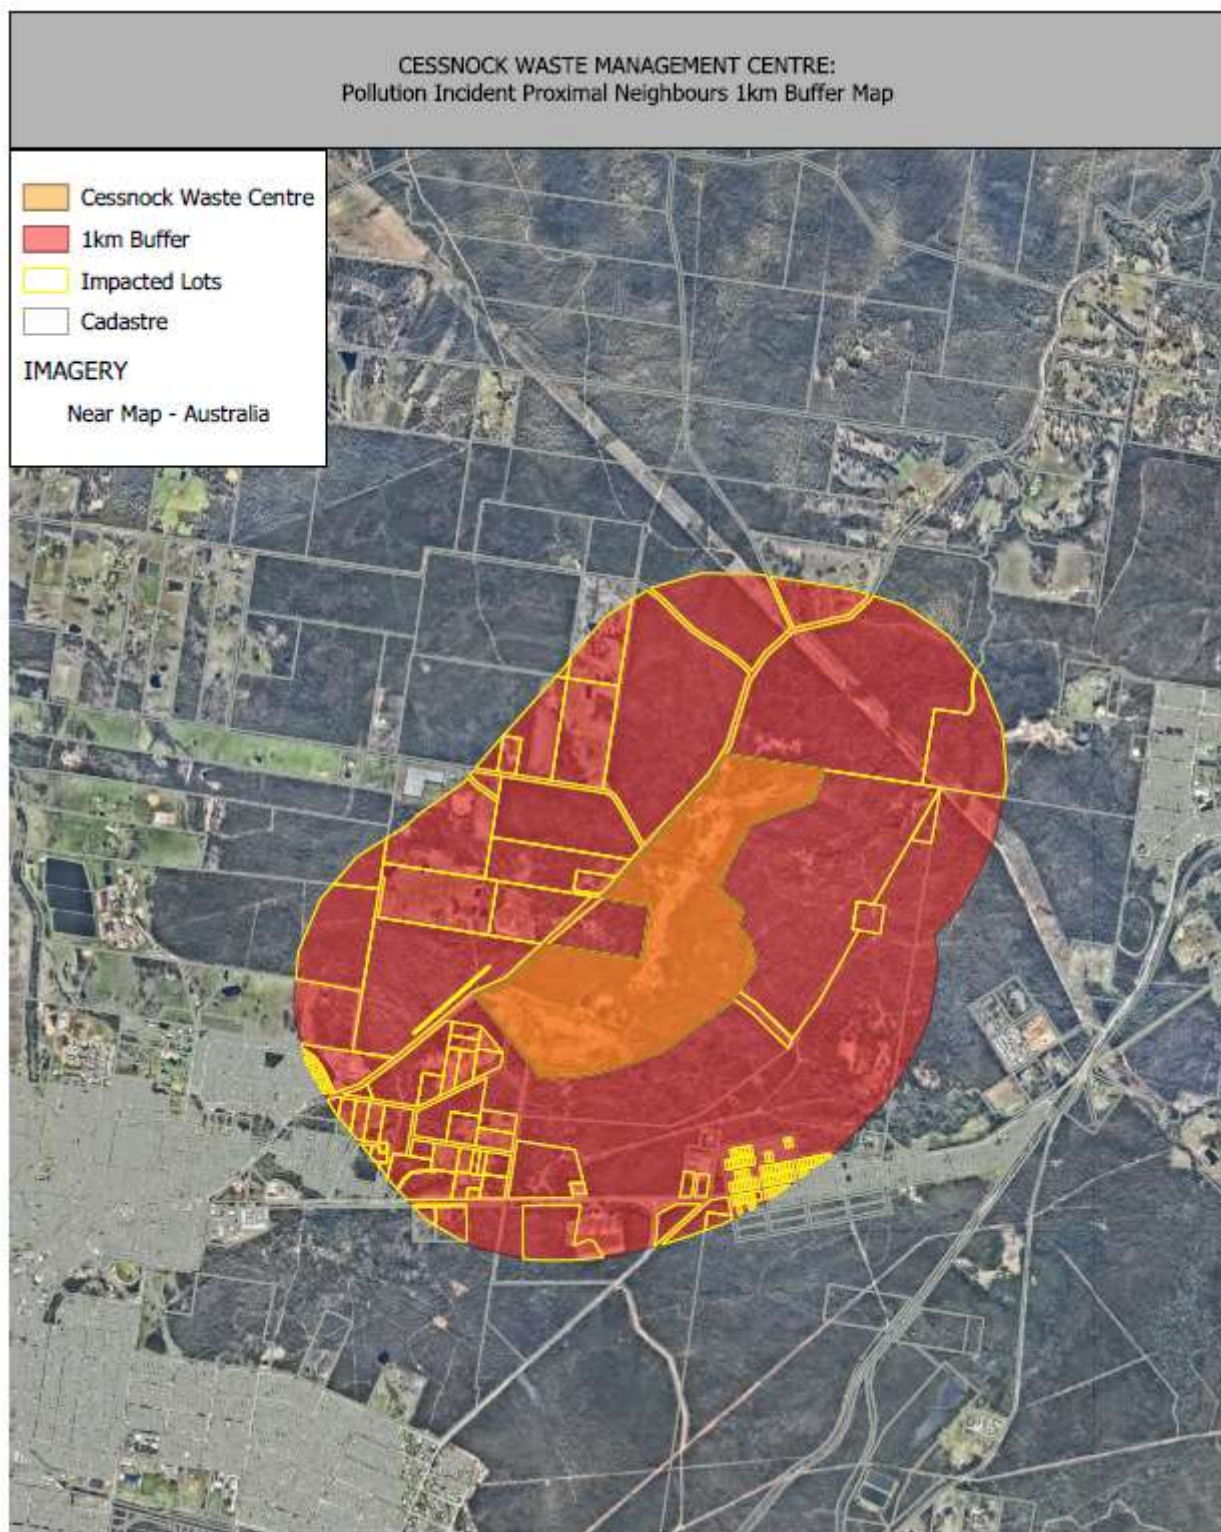 CESSNOCK WASTE MANAGEMENT CENTRE:
Pollution Incident Proximal Neighbours 1km Buffer Map
Cessnock Waste Centre
1km Buffer
Impacted Lots
Cadastre
IMAGERY
Near Map - Australia